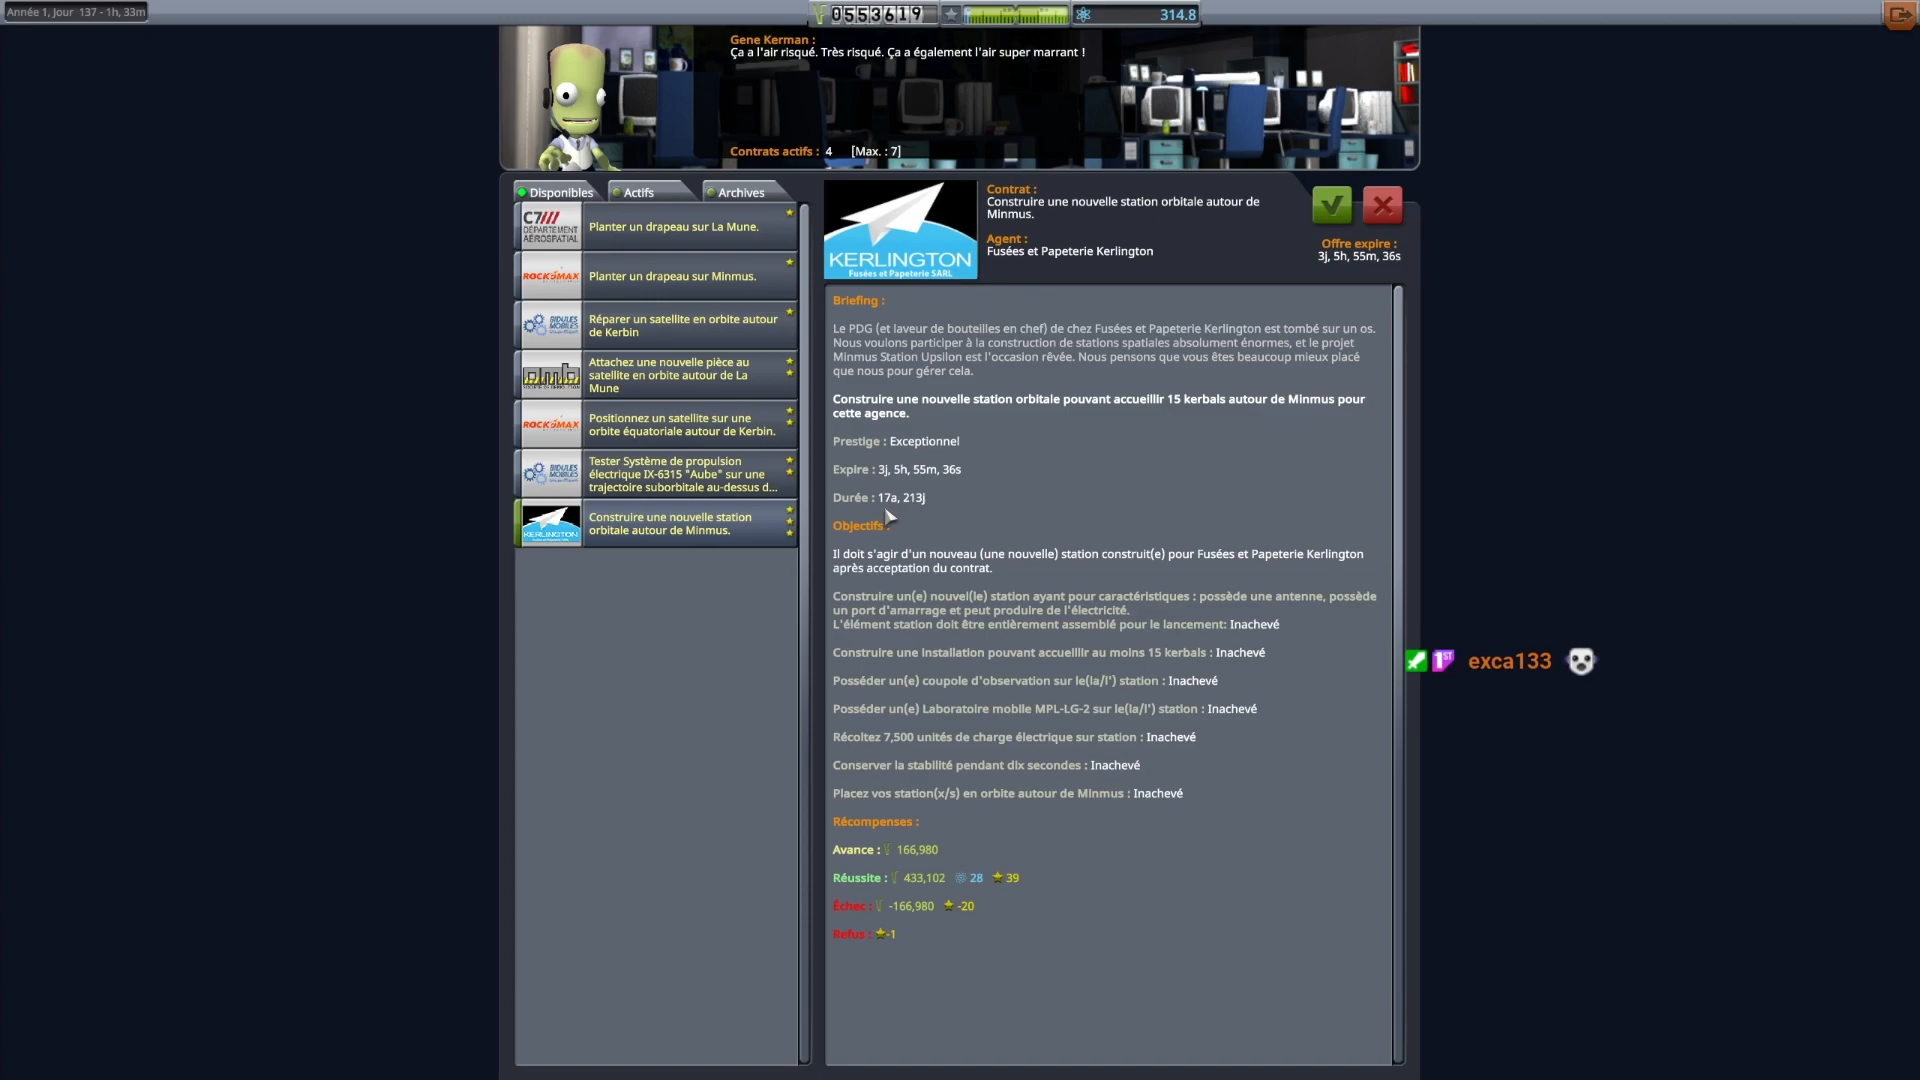 Année 1, Jour 137 - 1h, 33m
0553619
314.8
Gene Kerman :
Ça a l'air risqué. Très risqué. Ça a également l'air super marrant !
Contrats actifs : 4 [Max. : 7]
Disponibles
Actifs
Archives
C7///
DÉPARTEMENT
AÉROSPATIAL
Planter un drapeau sur La Mune.
ROCKOMAX
Planter un drapeau sur Minmus.
BIDULES
MOBILES
Réparer un satellite en orbite autour
de Kerbin
Attachez une nouvelle pièce au
satellite en orbite autour de La
Mune
ROCKOMAX
Positionnez un satellite sur une
orbite équatoriale autour de Kerbin.
BIDULES
MOBILES
Tester Système de propulsion
électrique IX-6315 "Aube" sur une
trajectoire suborbitale au-dessus d...
KERLINGTON
Construire une nouvelle station
orbitale autour de Minmus.
KERLINGTON
Fusées et Papeterie SARL
Contrat :
Construire une nouvelle station orbitale autour de
Minmus.
Agent :
Fusées et Papeterie Kerlington
Offre expire :
3j, 5h, 55m, 36s
Briefing :
Le PDG (et laveur de bouteilles en chef) de chez Fusées et Papeterie Kerlington est tombé sur un os.
Nous voulons participer à la construction de stations spatiales absolument énormes, et le projet
Minmus Station Upsilon est l'occasion rêvée. Nous pensons que vous êtes beaucoup mieux placé
que nous pour gérer cela.
Construire une nouvelle station orbitale pouvant accueillir 15 kerbals autour de Minmus pour
cette agence.
Prestige : Exceptionnel
Expire : 3j, 5h, 55m, 36s
Durée : 17a, 213j
Objectifs :
Il doit s'agir d'un nouveau (une nouvelle) station construit(e) pour Fusées et Papeterie Kerlington
après acceptation du contrat.
Construire un(e) nouvel(le) station ayant pour caractéristiques : possède une antenne, possède
un port d'amarrage et peut produire de l'électricité.
L'élément station doit être entièrement assemblé pour le lancement: Inachevé
Construire une installation pouvant accueillir au moins 15 kerbals : Inachevé
Posséder un(e) coupole d'observation sur le(la/l') station : Inachevé
Posséder un(e) Laboratoire mobile MPL-LG-2 sur le(la/l') station : Inachevé
Récoltez 7,500 unités de charge électrique sur station : Inachevé
Conserver la stabilité pendant dix secondes : Inachevé
Placez vos station(x/s) en orbite autour de Minmus : Inachevé
Récompenses :
Avance : 166,980
Réussite : 433,102 28 39
Échec : -166,980 -20
Refus : -1
1ST exca133